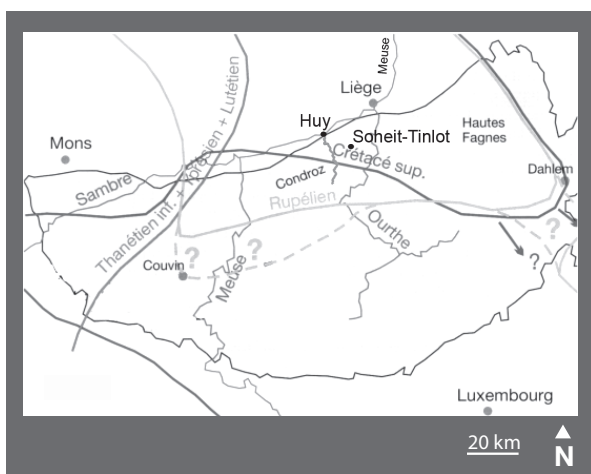 Meuse
Liège
Huy
Soheit-Tinlot
Hautes
Fagnes
Mons
Crétacé sup.
Dahlem
Sambre
Condroz
Rupélien
Thanétien inf. + Yprésien + Lutétien
Ourthe
?
?
?
?
Couvin
Meuse
Luxembourg
20 km
N